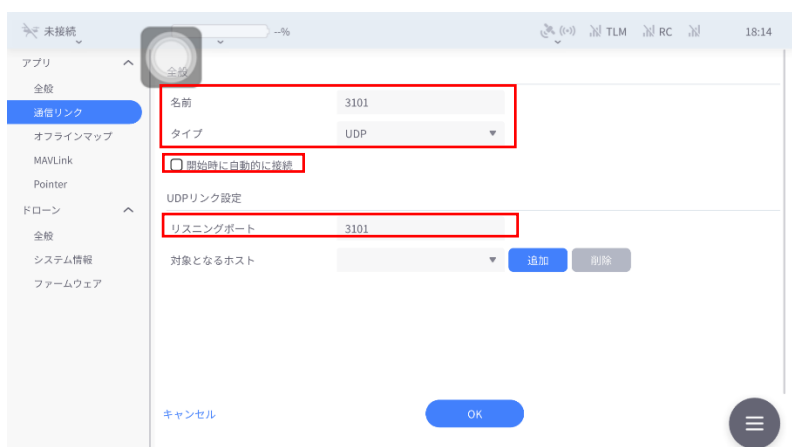 未接続 --% TLM RC 18:14
アプリ
全般
通信リンク
オフラインマップ
MAVLink
Pointer
ドローン
全般
システム情報
ファームウェア
全般
名前 3101
タイプ UDP
開始時に自動的に接続
UDPリンク設定
リスニングポート 3101
対象となるホスト 追加 削除
キャンセル OK